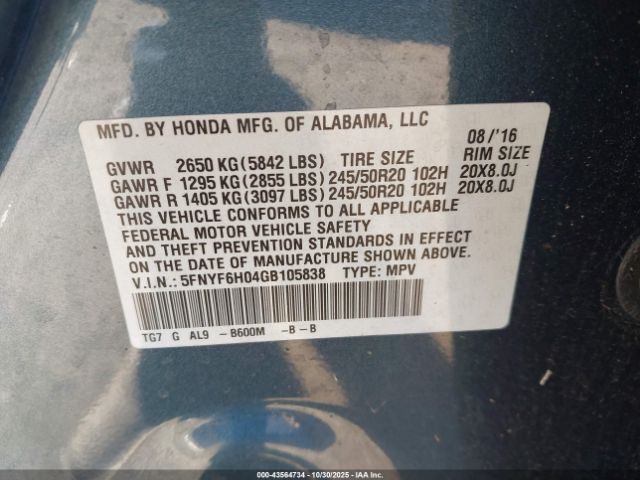 MFD. BY HONDA MFG. OF ALABAMA, LLC 08/'16
GVWR 2650 KG (5842 LBS) TIRE SIZE RIM SIZE
GAWR F 1295 KG (2855 LBS) 245/50R20 102H 20X8.0J
GAWR R 1405 KG (3097 LBS) 245/50R20 102H 20X8.0J
THIS VEHICLE CONFORMS TO ALL APPLICABLE
FEDERAL MOTOR VEHICLE SAFETY
AND THEFT PREVENTION STANDARDS IN EFFECT
ON THE DATE OF MANUFACTURE SHOWN ABOVE.
V.I.N.: 5FNYF6H04GB105838 TYPE: MPV
TG7 G AL9 -B600M -B-B
000-43564734 - 10/30/2025 - IAA Inc.